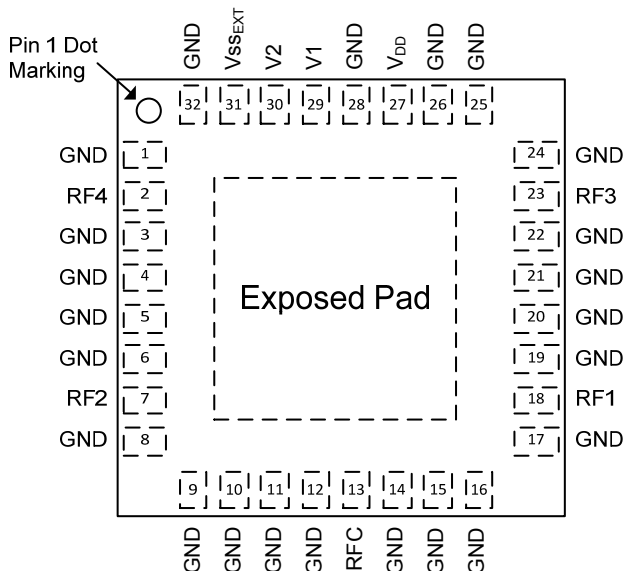 Pin 1 Dot
Marking
GND
VssEXT
V2
V1
GND
VDD
GND
GND
32
31
30
29
28
27
26
25
GND 1
RF4 2
GND 3
GND 4
GND 5
GND 6
RF2 7
GND 8
24 GND
23 RF3
22 GND
21 GND
20 GND
19 GND
18 RF1
17 GND
Exposed Pad
9
10
11
12
13
14
15
16
GND
GND
GND
GND
RFC
GND
GND
GND